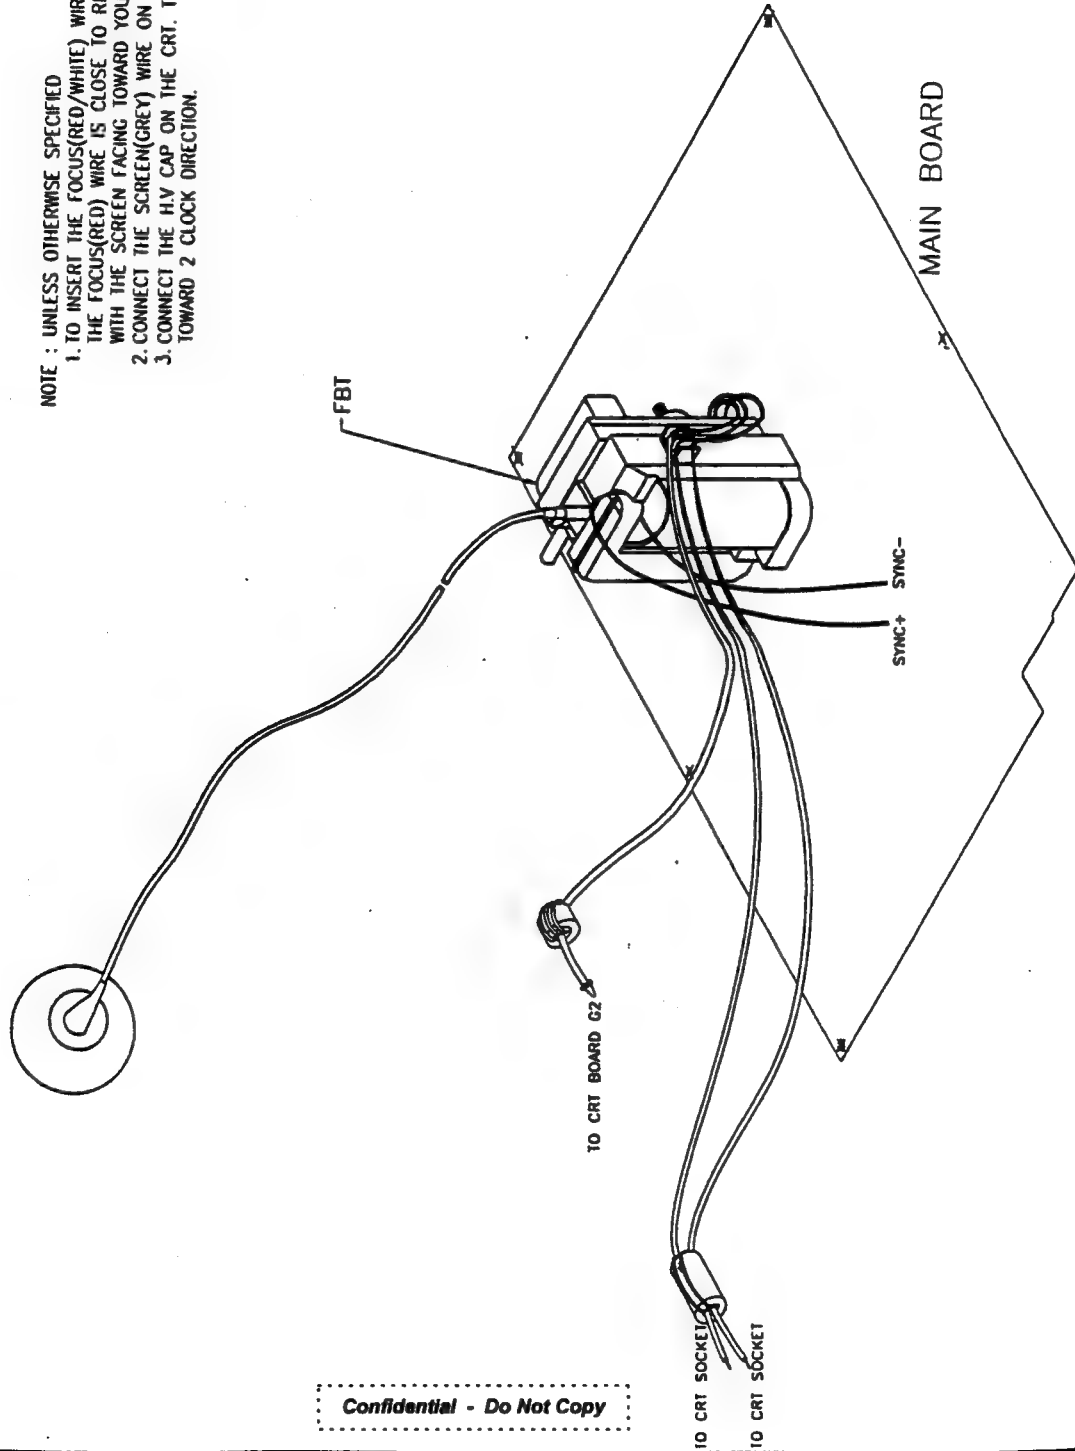 NOTE : UNLESS OTHERWISE SPECIFIED
1. TO INSERT THE FOCUS(RED/WHITE)
THE FOCUS(RED) WIRE IS CLOSE TO
WITH THE SCREEN FACING TOWARD
2. CONNECT THE SCREEN(GREY) WIRE ON
3. CONNECT THE H.V CAP ON THE CRT.
TOWARD 2 CLOCK DIRECTION.
FBT
MAIN BOARD
SYNC-
SYNC+
TO CRT BOARD G2
TO CRT SOCKET
TO CRT SOCKET
Confidential - Do Not Copy